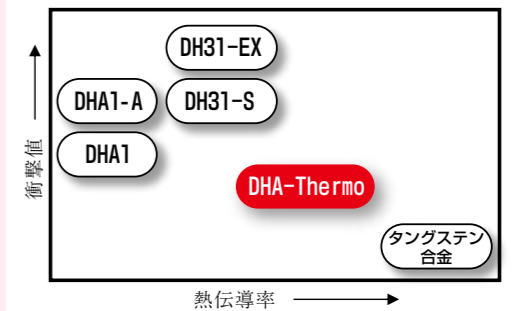 DH31-EX
DHA1-A
DH31-S
DHA1
DHA-Thermo
タングステン
合金
衝撃値
熱伝導率